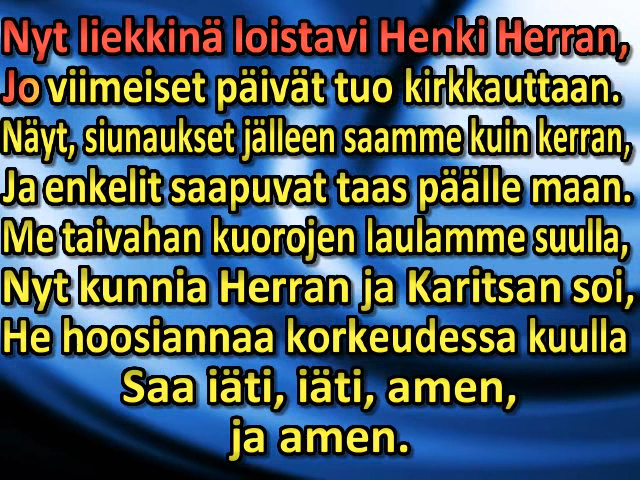 Nyt liekkinä loistavi Henki Herran,
Jo viimeiset päivät tuo kirkkauttaan.
Näyt, siunaukset jälleen saamme kuin kerran,
Ja enkelit saapuvat taas päälle maan.
Me taivahan kuorojen laulamme suulla,
Nyt kunnia Herran ja Karitsan soi,
He hoosiannaa korkeudessa kuulla
Saa iäti, iäti, amen,
ja amen.